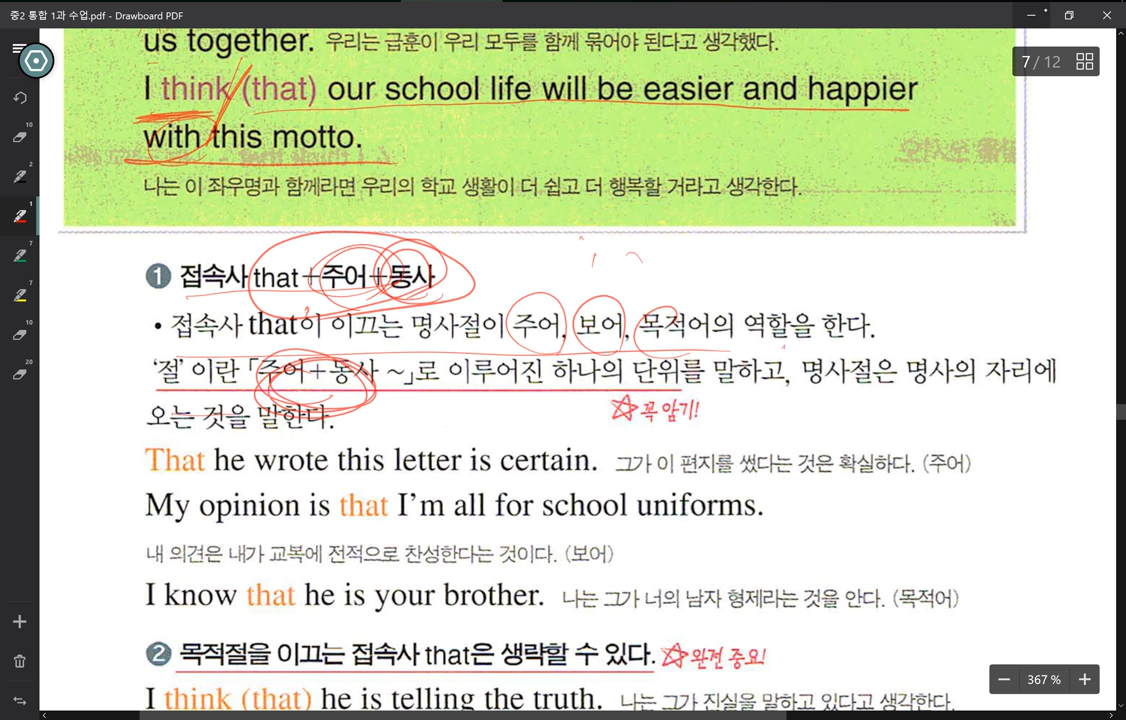 중2 통합 1과 수업.pdf - Drawboard PDF
us together. 우리는 급훈이 우리 모두를 함께 묶어야 된다고 생각했다.
7 / 12
I think (that) our school life will be easier and happier
with this motto.
나는 이 좌우명과 함께라면 우리의 학교 생활이 더 쉽고 더 행복할 거라고 생각한다.
10
2
1
7
7
10
20
1 접속사 that+주어+동사
• 접속사 that이 이끄는 명사절이 주어, 보어, 목적어의 역할을 한다.
‘절’ 이란 「주어+동사 ~」로 이루어진 하나의 단위를 말하고, 명사절은 명사의 자리에
오는 것을 말한다.
☆꼭 암기!
That he wrote this letter is certain. 그가 이 편지를 썼다는 것은 확실하다. (주어)
My opinion is that I’m all for school uniforms.
내 의견은 내가 교복에 전적으로 찬성한다는 것이다. (보어)
I know that he is your brother. 나는 그가 너의 남자 형제라는 것을 안다. (목적어)
2 목적절을 이끄는 접속사 that은 생략할 수 있다. ☆완전 중요!
367 %
I think (that) he is telling the truth. 나는 그가 진실을 말하고 있다고 생각한다.